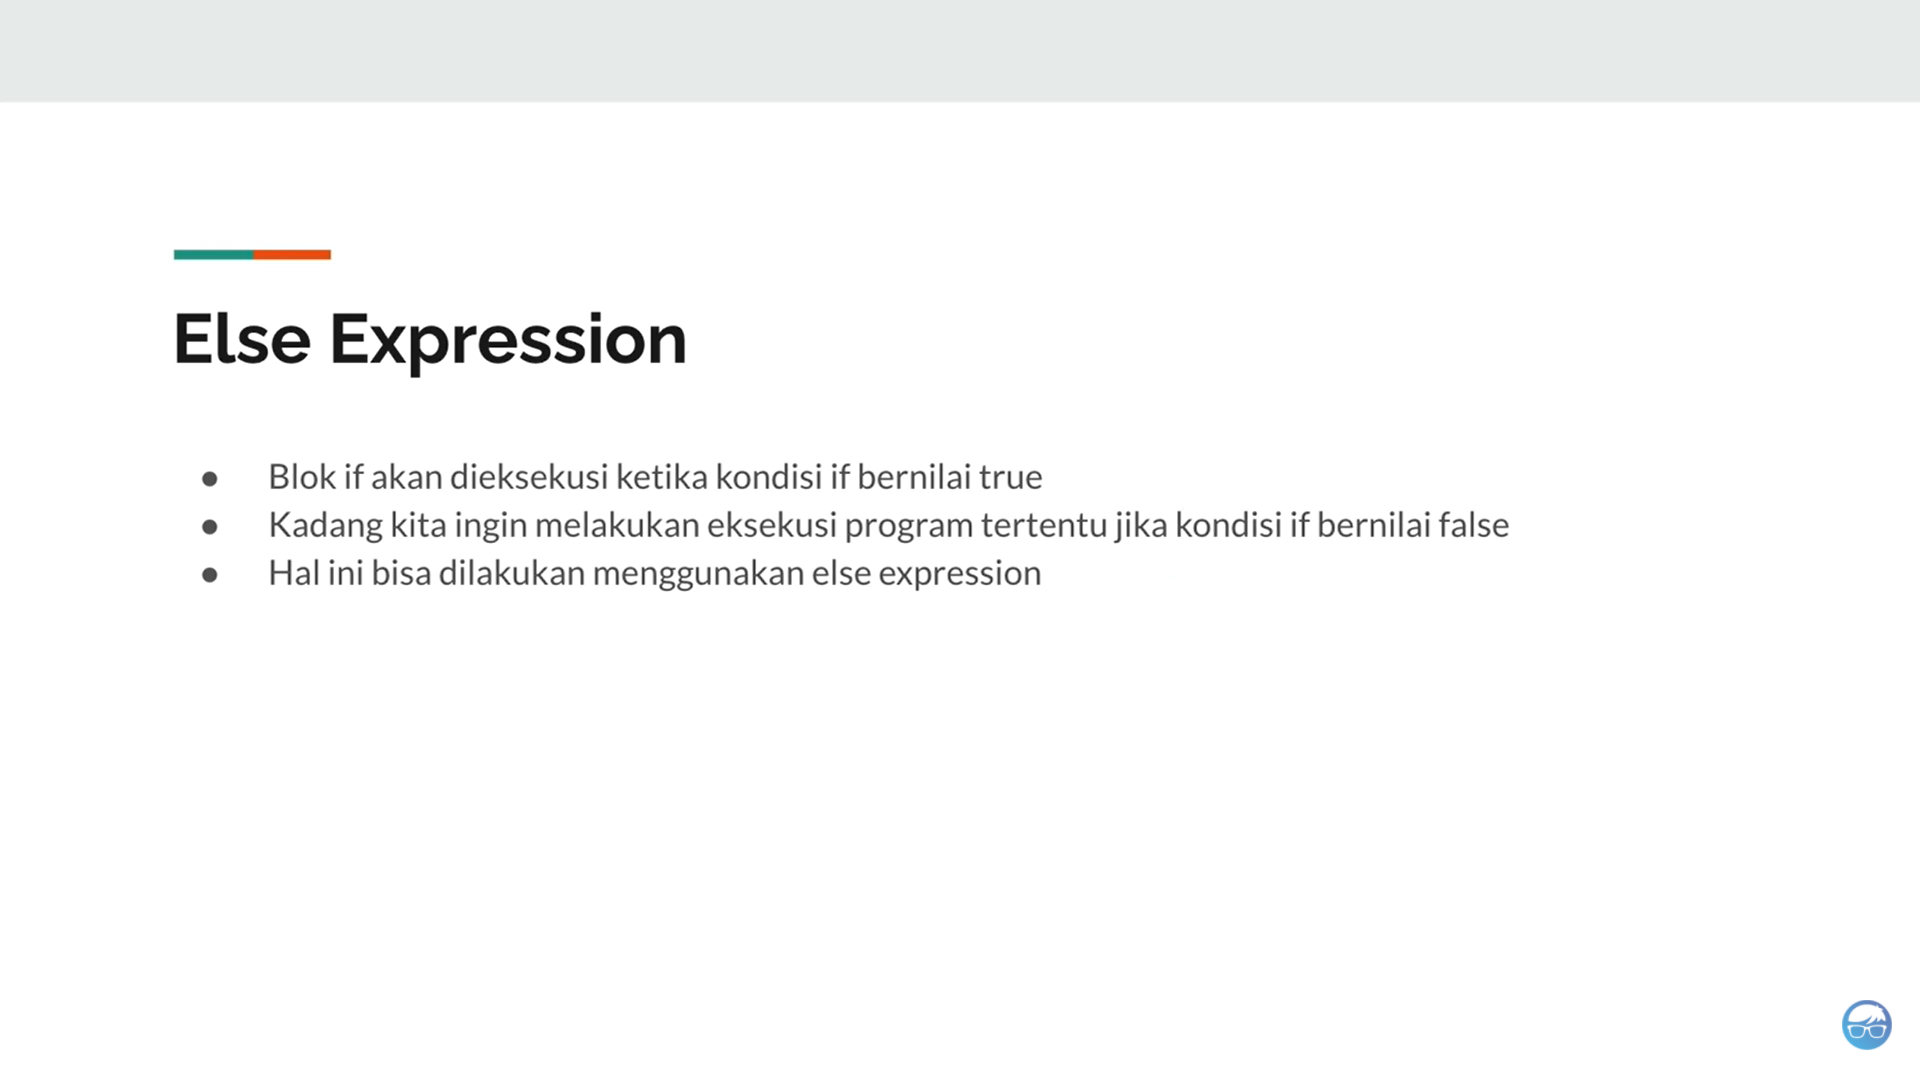 Else Expression
● Blok if akan dieksekusi ketika kondisi if bernilai true
● Kadang kita ingin melakukan eksekusi program tertentu jika kondisi if bernilai false
● Hal ini bisa dilakukan menggunakan else expression